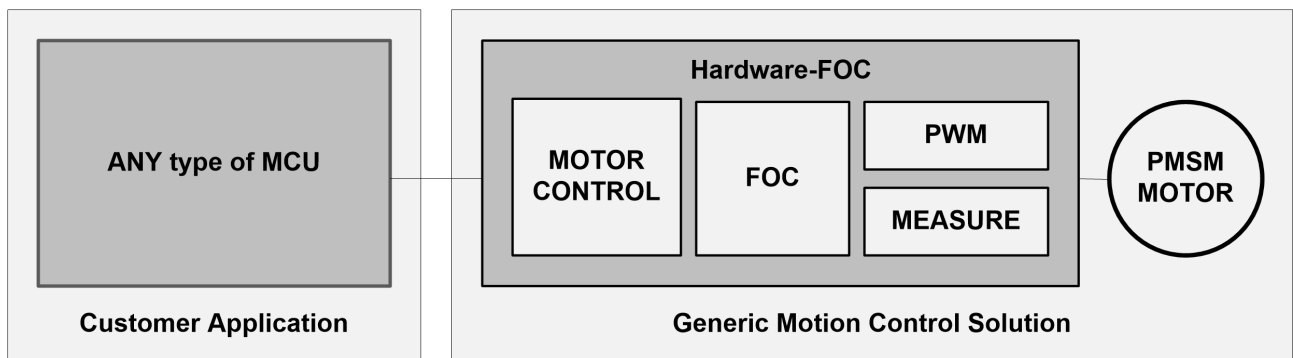 ANY type of MCU
Customer Application
Hardware-FOC
MOTOR
CONTROL
FOC
PWM
MEASURE
PMSM
MOTOR
Generic Motion Control Solution